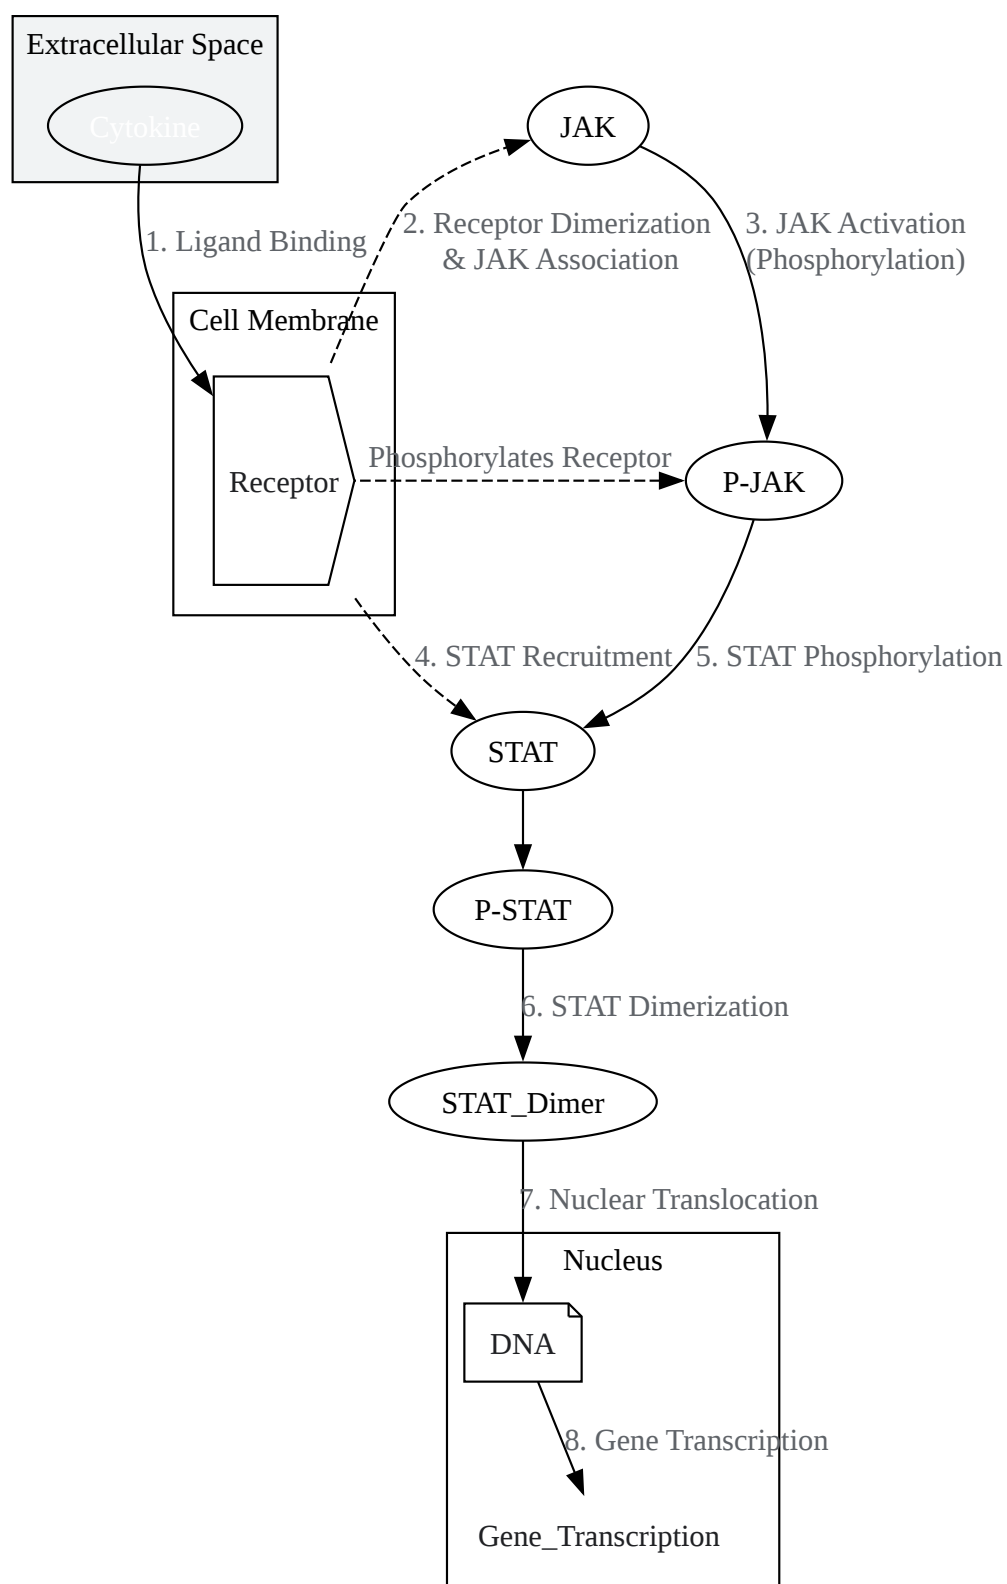 Extracellular Space
Cytokine
JAK
1. Ligand Binding
2. Receptor Dimerization
& JAK Association
3. JAK Activation
(Phosphorylation)
Cell Membrane
Receptor
Phosphorylates Receptor
P-JAK
4. STAT Recruitment
5. STAT Phosphorylation
STAT
P-STAT
6. STAT Dimerization
STAT_Dimer
7. Nuclear Translocation
Nucleus
DNA
8. Gene Transcription
Gene_Transcription